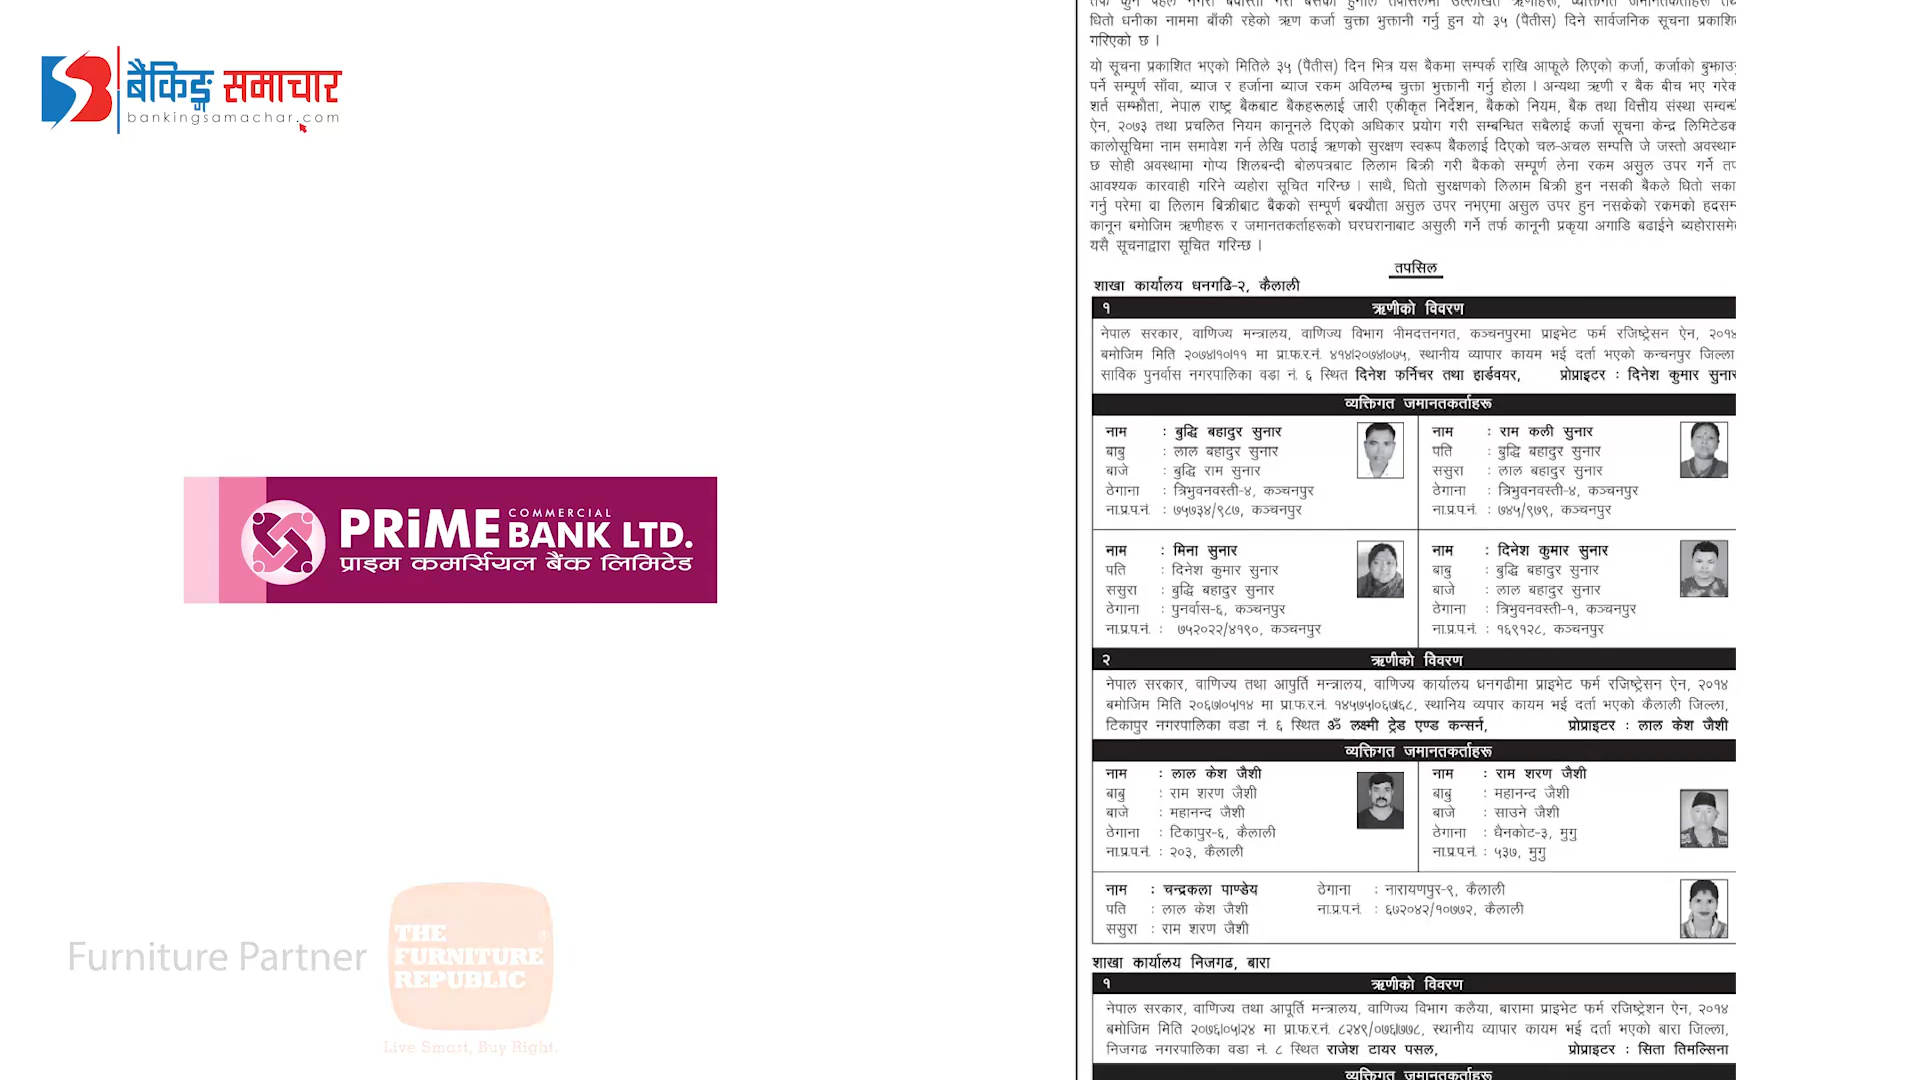 बैंकिङ्ग समाचार
bankingsamachar.com
PRiME COMMERCIAL BANK LTD.
प्राइम कमर्सियल बैंक लिमिटेड
Furniture Partner
THE
FURNITURE
REPUBLIC
Live Smart, Buy Right.
घितो धनीका नाममा बाँकी रहेको ऋण कर्जा चुक्ता भुक्तानी गर्नु हुन यो ३५ (पैंतीस) दिने सार्वजनिक सूचना
गरिएको छ ।
यो सूचना प्रकाशित भएको मितिले ३५ (पैंतीस) दिन भित्र यस बैंकमा सम्पर्क राखि आफूले लिएको कर्जा, कर्जाको
पर्ने सम्पूर्ण साँवा, ब्याज र हर्जाना ब्याज रकम अविलम्ब चुक्ता भुक्तानी गर्नु होला । अन्यथा ऋणी र बैंक बीच भए
शर्त सम्झौता, नेपाल राष्ट्र बैंकबाट बैंकहरूलाई जारी एकीकृत निर्देशन, बैंकको नियम, बैंक तथा वित्तीय संस्था
ऐन, २०७३ तथा प्रचलित नियम कानूनले दिएको अधिकार प्रयोग गरी सम्बन्धित सबैलाई कर्जा सूचना केन्द्र
कालोसूचिमा नाम समावेश गर्न लेखि पठाई ऋणको सुरक्षण स्वरूप बैंकलाई दिएको चल-अचल सम्पत्ति जे जस्तो
छ सोही अवस्थामा गोप्य शिलबन्दी बोलपत्रबाट लिलाम बिक्री गरी बैंकको सम्पूर्ण लेना रकम असुल उपर गर्ने
आवश्यक कारवाही गरिने व्यहोरा सूचित गरिन्छ । साथै, धितो सुरक्षणको लिलाम बिक्री हुन नसकी बैंकले धितो
गर्नु परेमा वा लिलाम बिक्रीबाट बैंकको सम्पूर्ण बक्यौता असुल उपर नभएमा असुल उपर हुन नसकेको रकमको
कानून बमोजिम ऋणीहरू र जमानतकर्ताहरूको घरघरानाबाट असुली गर्ने तर्फ कानूनी प्रकृया अगाडि बढाईने
यसै सूचनाद्वारा सूचित गरिन्छ ।
तपसिल
शाखा कार्यालय धनगढि-२, कैलाली
१ ऋणीको विवरण
नेपाल सरकार, वाणिज्य मन्त्रालय, वाणिज्य विभाग भीमदत्तनगत, कञ्चनपुरमा प्राइभेट फर्म रजिष्ट्रेसन ऐन, २०१४
बमोजिम मिति २०७४।१०।११ मा प्रा.फ.र.नं. ४१४।२०७४।०७५, स्थानीय व्यापार कायम भई दर्ता भएको कन्चनपुर जिल्ला
साविक पुनर्वास नगरपालिका वडा नं. ६ स्थित दिनेश फर्निचर तथा हार्डवयर, प्रोप्राइटर : दिनेश कुमार सुनार
व्यक्तिगत जमानतकर्ताहरू
नाम : बुद्धि बहादुर सुनार
बाबु : लाल बहादुर सुनार
बाजे : बुद्धि राम सुनार
ठेगाना : त्रिभुवनवस्ती-४, कञ्चनपुर
ना.प्र.प.नं. : ७५७३४/९८७, कञ्चनपुर
नाम : राम कली सुनार
पति : बुद्धि बहादुर सुनार
ससुरा : लाल बहादुर सुनार
ठेगाना : त्रिभुवनवस्ती-४, कञ्चनपुर
ना.प्र.प.नं. : ७४५/९७९, कञ्चनपुर
नाम : मिना सुनार
पति : दिनेश कुमार सुनार
ससुरा : बुद्धि बहादुर सुनार
ठेगाना : पुनर्वास-६, कञ्चनपुर
ना.प्र.प.नं. : ७५२०२२/४१९०, कञ्चनपुर
नाम : दिनेश कुमार सुनार
बाबु : बुद्धि बहादुर सुनार
बाजे : लाल बहादुर सुनार
ठेगाना : त्रिभुवनवस्ती-१, कञ्चनपुर
ना.प्र.प.नं. : १६९१२८, कञ्चनपुर
२ ऋणीको विवरण
नेपाल सरकार, वाणिज्य तथा आपुर्ति मन्त्रालय, वाणिज्य कार्यालय धनगढीमा प्राइभेट फर्म रजिष्ट्रेसन ऐन, २०१४
बमोजिम मिति २०६७।०५।१४ मा प्रा.फ.र.नं. १४५७५।०६७।६८, स्थानिय व्यपार कायम भई दर्ता भएको कैलाली जिल्ला,
टिकापुर नगरपालिका वडा नं. ६ स्थित ॐ लक्ष्मी ट्रेड एण्ड कन्सर्न, प्रोप्राइटर : लाल केश जैशी
व्यक्तिगत जमानतकर्ताहरू
नाम : लाल केश जैशी
बाबु : राम शरण जैशी
बाजे : महानन्द जैशी
ठेगाना : टिकापुर-६, कैलाली
ना.प्र.प.नं. : २०३, कैलाली
नाम : राम शरण जैशी
बाबु : महानन्द जैशी
बाजे : साउने जैशी
ठेगाना : धैनकोट-३, मुगु
ना.प्र.प.नं. : ५३७, मुगु
नाम : चन्द्रकला पाण्डेय ठेगाना : नारायणपुर-९, कैलाली
पति : लाल केश जैशी ना.प्र.प.नं. : ६७२०४२/१०७७२, कैलाली
ससुरा : राम शरण जैशी
शाखा कार्यालय निजगढ, बारा
१ ऋणीको विवरण
नेपाल सरकार, वाणिज्य तथा आपूर्ति मन्त्रालय, वाणिज्य विभाग कलैया, बारामा प्राइभेट फर्म रजिष्ट्रेशन ऐन, २०१४
बमोजिम मिति २०७६।०५।२४ मा प्रा.फ.र.नं. ८२४९/०७६।७७८, स्थानीय व्यापार कायम भई दर्ता भएको बारा जिल्ला,
निजगढ नगरपालिका वडा नं. ८ स्थित राजेश टायर पसल, प्रोप्राइटर : सिता तिमल्सिना
व्यक्तिगत जमानतकर्ताहरू